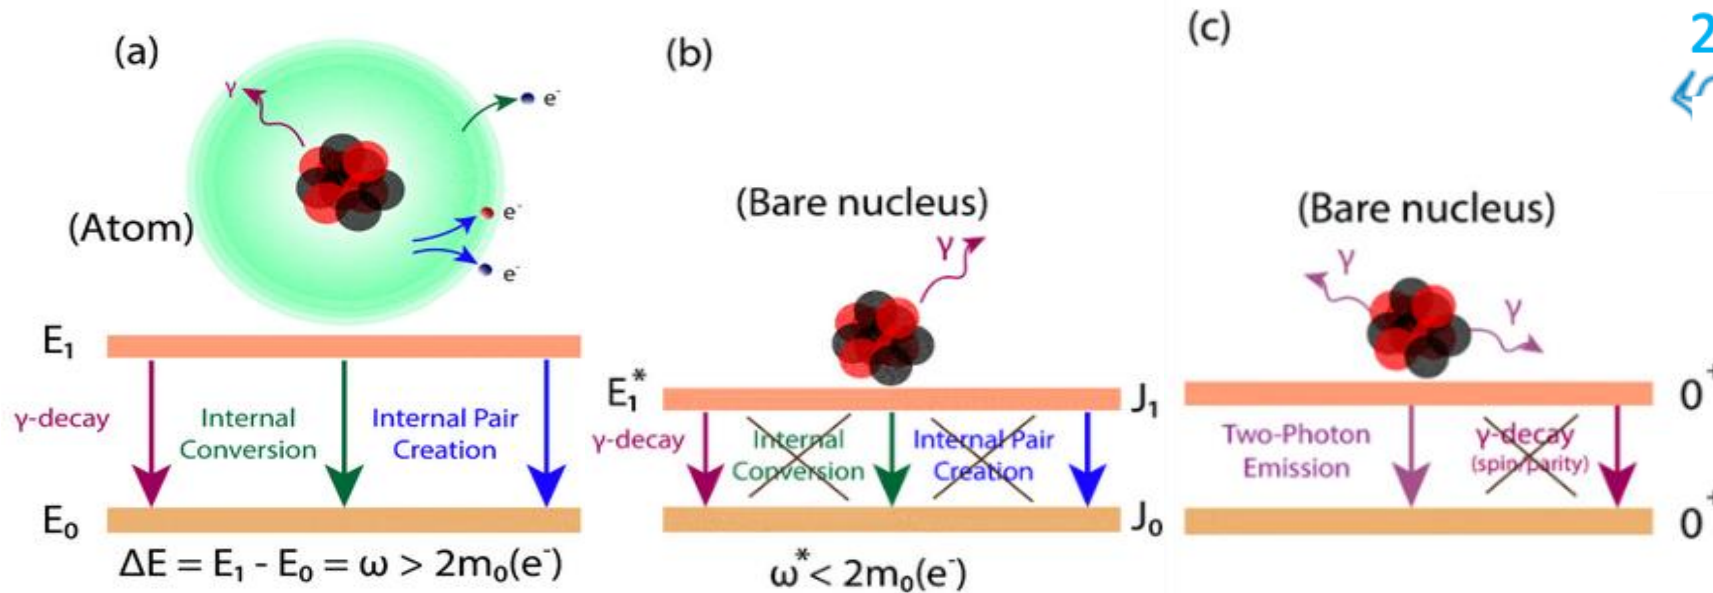 (a)
γ
e⁻
(Atom)
e⁻
e⁻
E₁
γ-decay
Internal
Conversion
Internal Pair
Creation
E₀
ΔE = E₁ - E₀ = ω > 2m₀(e⁻)
(b)
(Bare nucleus)
γ
E₁*
J₁
γ-decay
Internal
Conversion
Internal Pair
Creation
J₀
ω* < 2m₀(e⁻)
(c)
2
(Bare nucleus)
γ
γ
0⁺
Two-Photon
Emission
γ-decay
(spin/parity)
0⁺